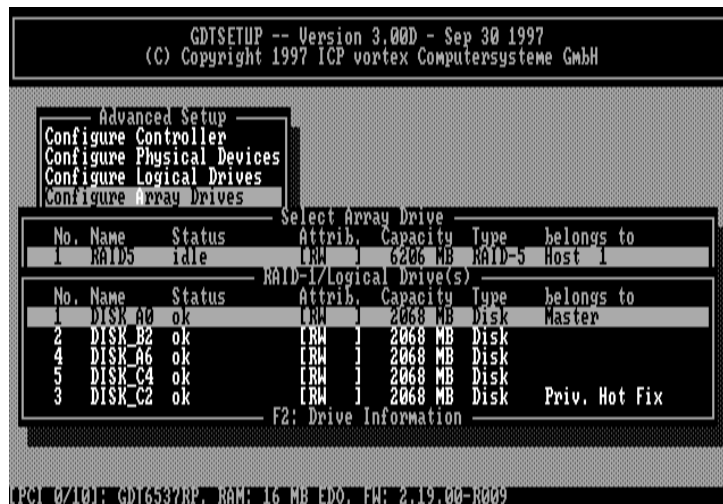 GDTSETUP -- Version 3.00D - Sep 30 1997
(C) Copyright 1997 ICP vortex Computersysteme GmbH
Advanced Setup
Configure Controller
Configure Physical Devices
Configure Logical Drives
Configure Array Drives
Select Array Drive
No. Name Status Attrib. Capacity Type belongs to
1 RAID5 idle [RW ] 6206 MB RAID-5 Host 1
RAID-1/Logical Drive(s)
No. Name Status Attrib. Capacity Type belongs to
1 DISK_A0 ok [RW ] 2068 MB Disk Master
2 DISK_B2 ok [RW ] 2068 MB Disk
4 DISK_A6 ok [RW ] 2068 MB Disk
5 DISK_C4 ok [RW ] 2068 MB Disk
3 DISK_C2 ok [RW ] 2068 MB Disk Priv. Hot Fix
F2: Drive Information
[PCI 0/10]: GDT6537RP, RAM: 16 MB EDO, FW: 2.19.00-R009